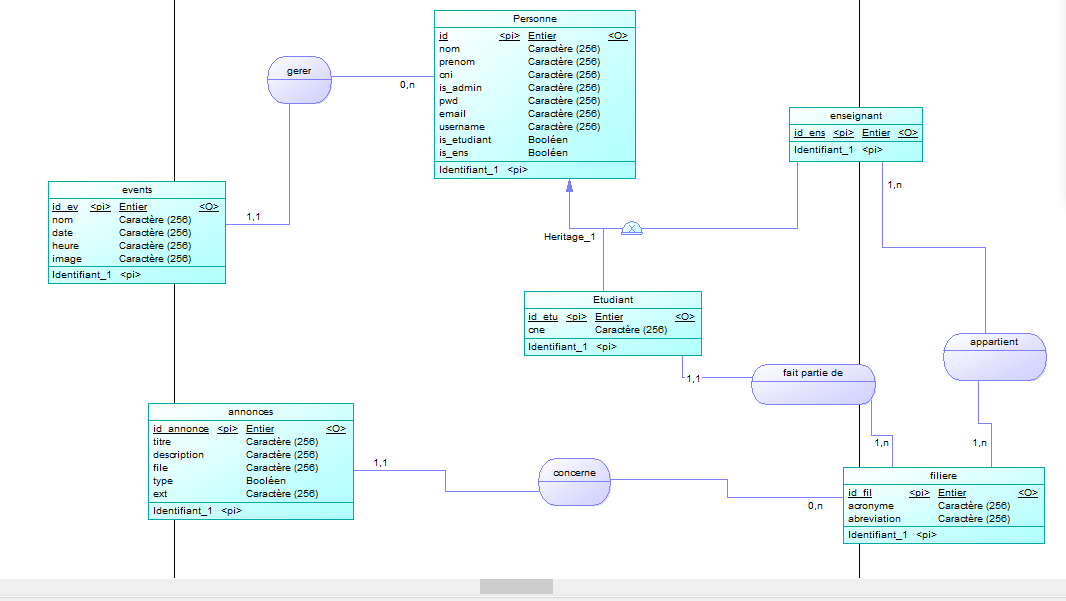 Personne
id <pi> Entier <O>
nom Caractère (256)
prenom Caractère (256)
cni Caractère (256)
is_admin Caractère (256)
pwd Caractère (256)
email Caractère (256)
username Caractère (256)
is_etudiant Booléen
is_ens Booléen
Identifiant_1 <pi>
gerer
0,n
1,1
enseignant
id_ens <pi> Entier <O>
Identifiant_1 <pi>
1,n
events
id_ev <pi> Entier <O>
nom Caractère (256)
date Caractère (256)
heure Caractère (256)
image Caractère (256)
Identifiant_1 <pi>
Heritage_1
X
Etudiant
id_etu <pi> Entier <O>
cne Caractère (256)
Identifiant_1 <pi>
1,1
fait partie de
1,n
appartient
1,n
annonces
id_annonce <pi> Entier <O>
titre Caractère (256)
description Caractère (256)
file Caractère (256)
type Booléen
ext Caractère (256)
Identifiant_1 <pi>
1,1
concerne
0,n
filiere
id_fil <pi> Entier <O>
acronyme Caractère (256)
abreviation Caractère (256)
Identifiant_1 <pi>